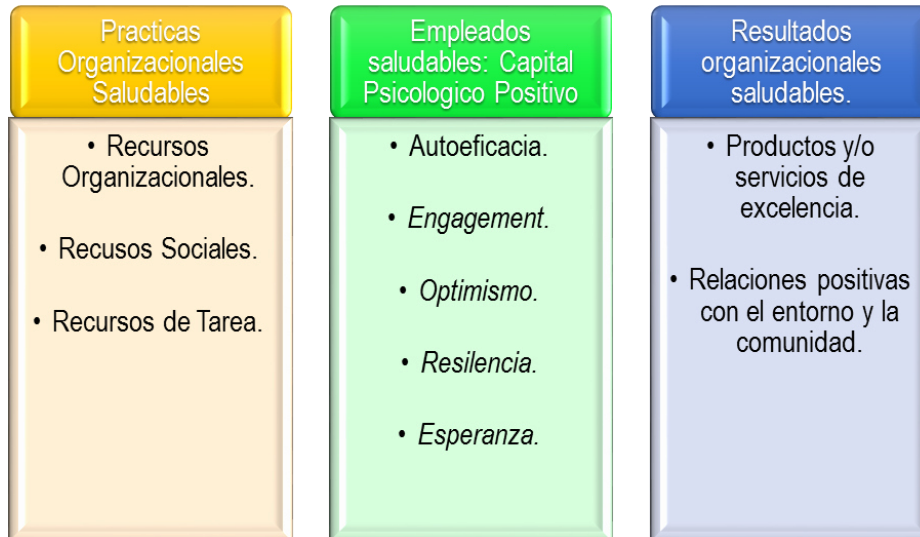 Practicas
Organizacionales
Saludables
• Recursos
Organizacionales.
• Recusos Sociales.
• Recursos de Tarea.
Empleados
saludables: Capital
Psicologico Positivo
• Autoeficacia.
• Engagement.
• Optimismo.
• Resilencia.
• Esperanza.
Resultados
organizacionales
saludables.
• Productos y/o
servicios de
excelencia.
• Relaciones positivas
con el entorno y la
comunidad.